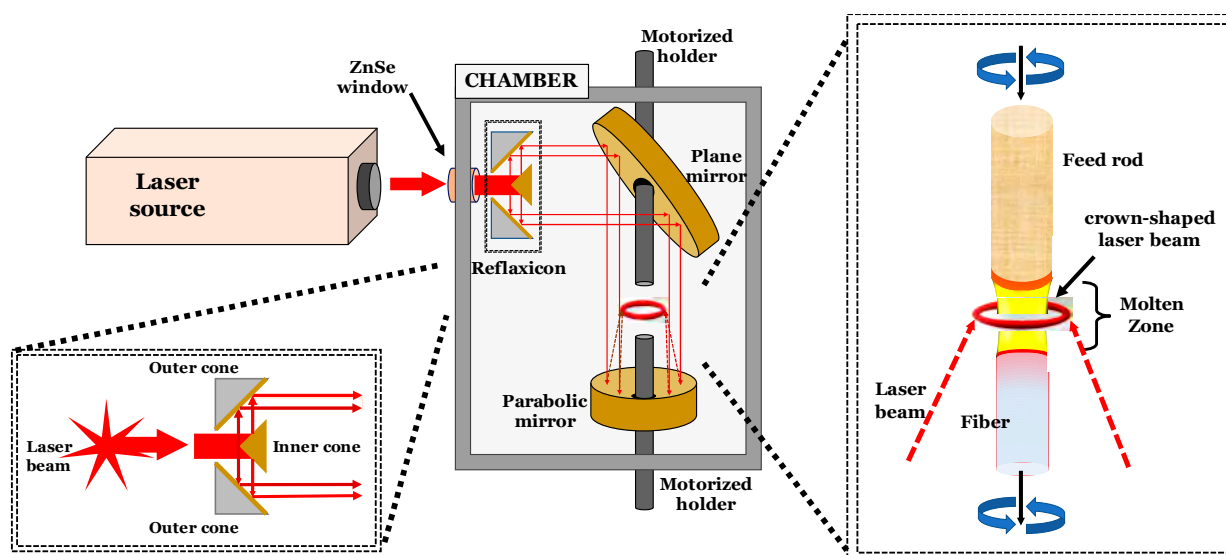 Motorized
holder
ZnSe
window
CHAMBER
Laser
source
Plane
mirror
Reflaxicon
Parabolic
mirror
Motorized
holder
Outer cone
Laser
beam
Inner cone
Outer cone
Feed rod
crown-shaped
laser beam
Molten
Zone
Laser
beam
Fiber